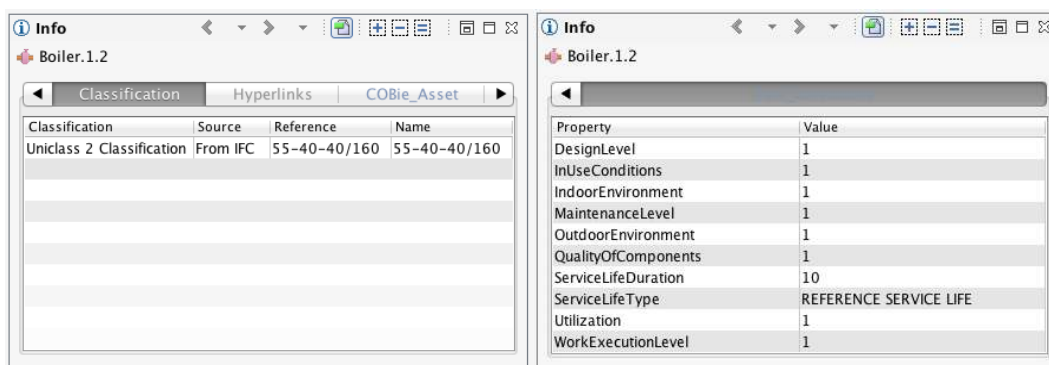 Info
Boiler.1.2
Classification Hyperlinks COBie_Asset
Classification Source Reference Name
Uniclass 2 Classification From IFC 55-40-40/160 55-40-40/160
Info
Boiler.1.2
Property Value
DesignLevel 1
InUseConditions 1
IndoorEnvironment 1
MaintenanceLevel 1
OutdoorEnvironment 1
QualityOfComponents 1
ServiceLifeDuration 10
ServiceLifeType REFERENCE SERVICE LIFE
Utilization 1
WorkExecutionLevel 1